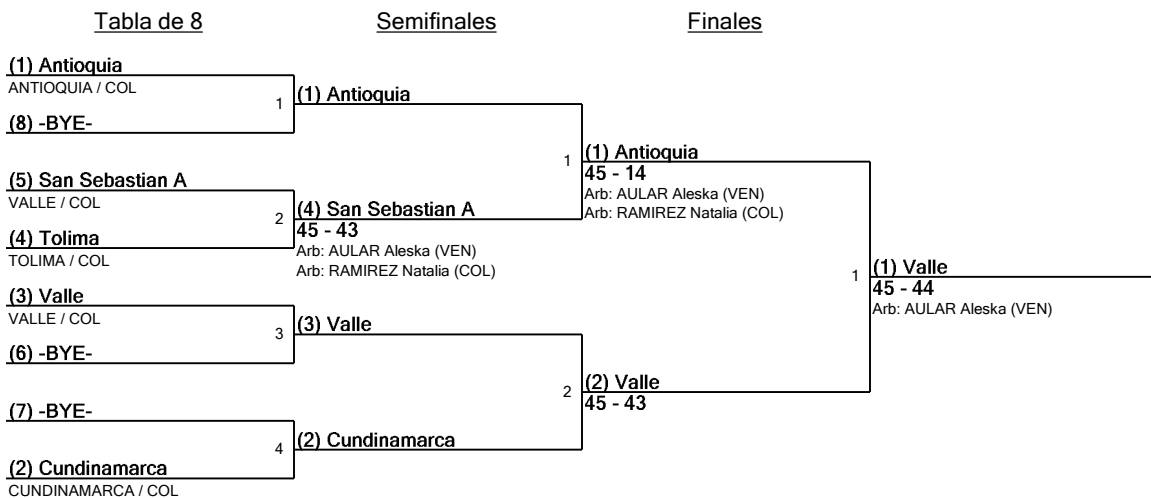 Tabla de 8
Semifinales
Finales
(1) Antioquia
ANTIOQUIA / COL
1
(8) -BYE-
(5) San Sebastian A
VALLE / COL
2
(4) Tolima
TOLIMA / COL
(3) Valle
VALLE / COL
3
(6) -BYE-
(7) -BYE-
4
(2) Cundinamarca
CUNDINAMARCA / COL
(1) Antioquia
1
(4) San Sebastian A
45 - 43
Arb: AULAR Aleska (VEN)
Arb: RAMIREZ Natalia (COL)
(3) Valle
2
(2) Cundinamarca
(1) Antioquia
45 - 14
Arb: AULAR Aleska (VEN)
Arb: RAMIREZ Natalia (COL)
1
(2) Valle
45 - 43
(1) Valle
45 - 44
Arb: AULAR Aleska (VEN)